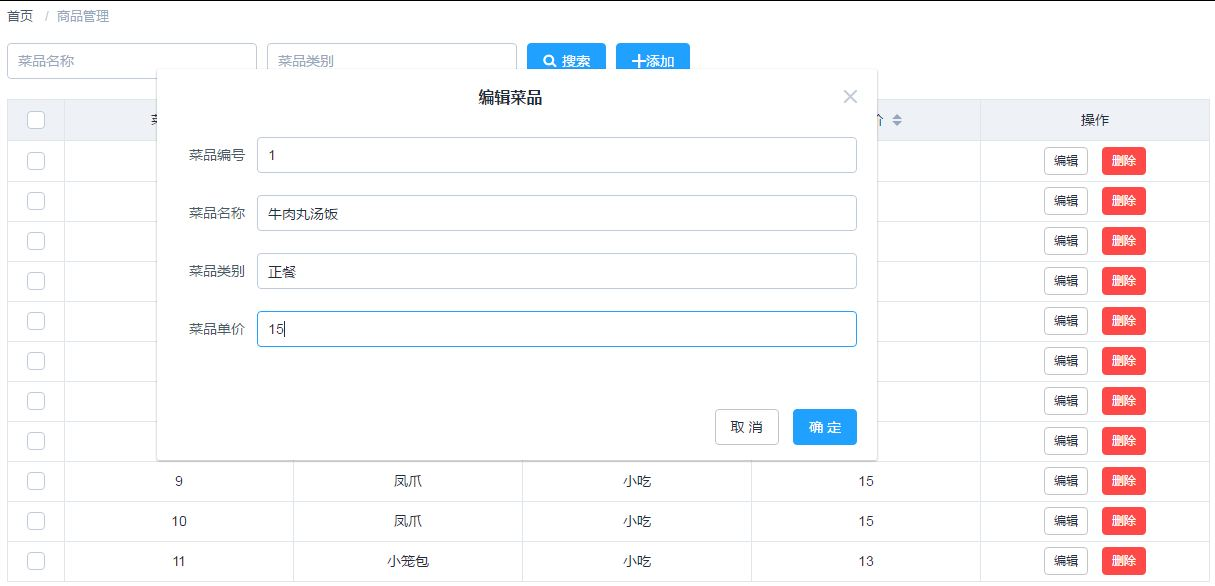 首页 / 商品管理
菜品名称 菜品类别 搜索 添加
编辑菜品
操作
菜品编号 1
菜品名称 牛肉丸汤饭
菜品类别 正餐
菜品单价 15
取 消 确 定
编辑 删除
编辑 删除
编辑 删除
编辑 删除
编辑 删除
编辑 删除
编辑 删除
编辑 删除
9 凤爪 小吃 15 编辑 删除
10 凤爪 小吃 15 编辑 删除
11 小笼包 小吃 13 编辑 删除